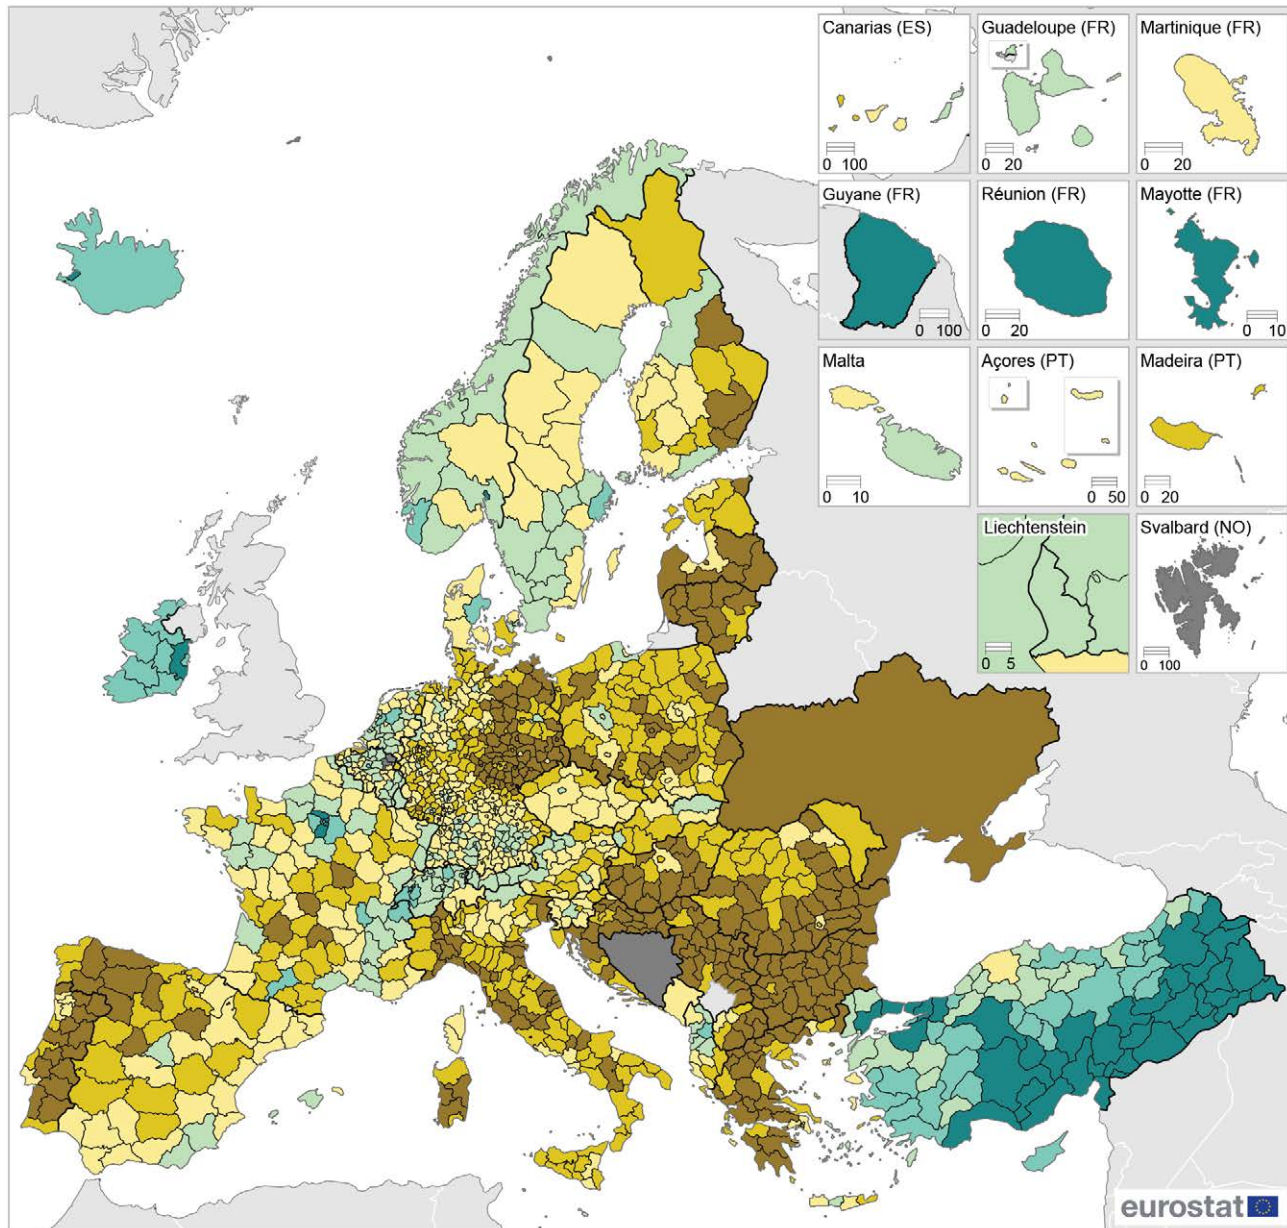 Canarias (ES)
0 100
Guadeloupe (FR)
0 20
Martinique (FR)
0 20
Guyane (FR)
0 100
Réunion (FR)
0 20
Mayotte (FR)
0 10
Malta
0 10
Açores (PT)
0 50
Madeira (PT)
0 20
Liechtenstein
0 5
Svalbard (NO)
0 100
eurostat